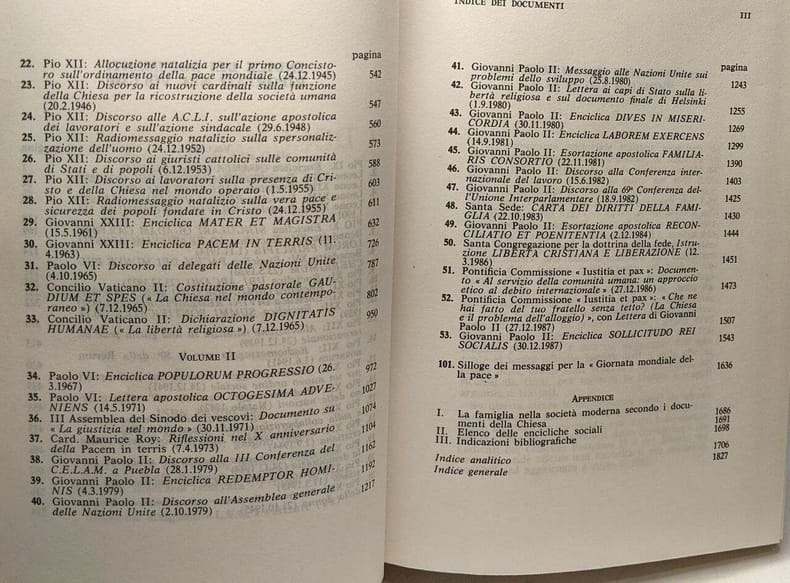 pagina
22. Pio XII: Allocuzione natalizia per il primo Concisto-
ro sull'ordinamento della pace mondiale (24.12.1945) 542
23. Pio XII: Discorso ai nuovi cardinali sulla funzione
della Chiesa per la ricostruzione della società umana
(20.2.1946) 547
24. Pio XII: Discorso alle A.C.L.I. sull'azione apostolica
dei lavoratori e sull'azione sindacale (29.6.1948) 560
25. Pio XII: Radiomessaggio natalizio sulla spersonaliz-
zazione dell'uomo (24.12.1952) 573
26. Pio XII: Discorso ai giuristi cattolici sulle comunità
di Stati e di popoli (6.12.1953) 588
27. Pio XII: Discorso ai lavoratori sulla presenza di Cri-
sto e della Chiesa nel mondo operaio (1.5.1955) 603
28. Pio XII: Radiomessaggio natalizio sulla vera pace e
sicurezza dei popoli fondate in Cristo (24.12.1955) 611
29. Giovanni XXIII: Enciclica MATER ET MAGISTRA
(15.5.1961) 632
30. Giovanni XXIII: Enciclica PACEM IN TERRIS (11.
4.1963) 726
31. Paolo VI: Discorso ai delegati delle Nazioni Unite
(4.10.1965) 787
32. Concilio Vaticano II: Costituzione pastorale GAU-
DIUM ET SPES (« La Chiesa nel mondo contempo-
raneo ») (7.12.1965) 802
33. Concilio Vaticano II: Dichiarazione DIGNITATIS
HUMANAE (« La libertà religiosa ») (7.12.1965) 950
VOLUME II
34. Paolo VI: Enciclica POPULORUM PROGRESSIO (26.
3.1967) 972
35. Paolo VI: Lettera apostolica OCTOGESIMA ADVE-
NIENS (14.5.1971) 1027
36. III Assemblea del Sinodo dei vescovi: Documento su
« La giustizia nel mondo » (30.11.1971) 1074
37. Card. Maurice Roy: Riflessioni nel X anniversario
della Pacem in terris (7.4.1973) 1104
38. Giovanni Paolo II: Discorso alla III Conferenza del
C.E.L.A.M. a Puebla (28.1.1979) 1162
39. Giovanni Paolo II: Enciclica REDEMPTOR HOMI-
NIS (4.3.1979) 1192
40. Giovanni Paolo II: Discorso all'Assemblea generale
delle Nazioni Unite (2.10.1979) 1217
INDICE DEI DOCUMENTI
III
pagina
41. Giovanni Paolo II: Messaggio alle Nazioni Unite sui
problemi dello sviluppo (25.8.1980) 1243
42. Giovanni Paolo II: Lettera ai capi di Stato sulla li-
bertà religiosa e sul documento finale di Helsinki
(1.9.1980) 1255
43. Giovanni Paolo II: Enciclica DIVES IN MISERI-
CORDIA (30.11.1980) 1269
44. Giovanni Paolo II: Enciclica LABOREM EXERCENS
(14.9.1981) 1299
45. Giovanni Paolo II: Esortazione apostolica FAMILIA-
RIS CONSORTIO (22.11.1981) 1390
46. Giovanni Paolo II: Discorso alla Conferenza inter-
nazionale del lavoro (15.6.1982) 1403
47. Giovanni Paolo II: Discorso alla 69ª Conferenza del-
l'Unione Interparlamentare (18.9.1982) 1425
48. Santa Sede: CARTA DEI DIRITTI DELLA FAMI-
GLIA (22.10.1983) 1430
49. Giovanni Paolo II: Esortazione apostolica RECON-
CILIATIO ET POENITENTIA (2.12.1984) 1444
50. Santa Congregazione per la dottrina della fede, Istru-
zione LIBERTÀ CRISTIANA E LIBERAZIONE (12.
3.1986) 1451
51. Pontificia Commissione « Iustitia et pax »: Documen-
to « Al servizio della comunità umana: un approccio
etico al debito internazionale » (27.12.1986) 1473
52. Pontificia Commissione « Iustitia et pax »: « Che ne
hai fatto del tuo fratello senza tetto? (La Chiesa
e il problema dell'alloggio) », con Lettera di Giovanni
Paolo II (27.12.1987) 1507
53. Giovanni Paolo II: Enciclica SOLLICITUDO REI
SOCIALIS (30.12.1987) 1543
101. Silloge dei messaggi per la « Giornata mondiale del-
la pace » 1636
APPENDICE
I. La famiglia nella società moderna secondo i docu- 1686
menti della Chiesa 1691
II. Elenco delle encicliche sociali 1698
III. Indicazioni bibliografiche
1706
Indice analitico 1827
Indice generale